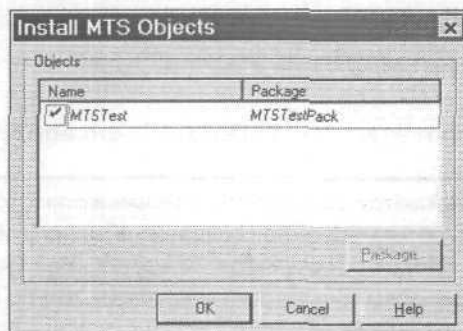 Install MTS Objects
Objects
Name Package
MTSTest MTSTestPack
Package...
OK Cancel Help